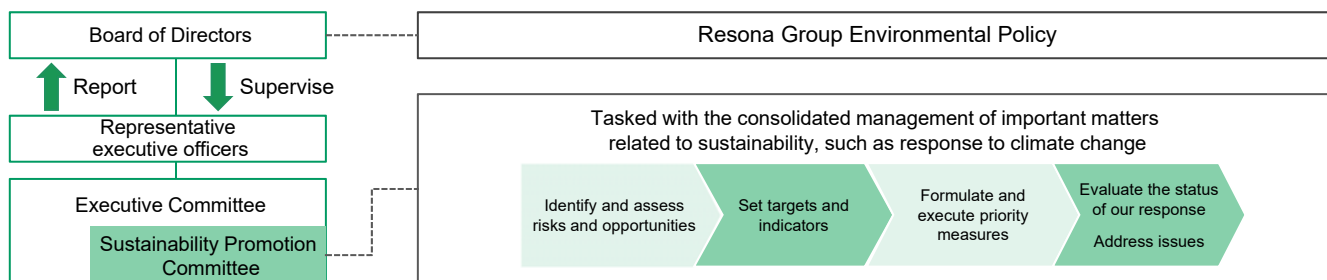 Board of Directors
Resona Group Environmental Policy
Report
Supervise
Representative
executive officers
Tasked with the consolidated management of important matters
related to sustainability, such as response to climate change
Executive Committee
Sustainability Promotion
Committee
Identify and assess
risks and opportunities
Set targets and
indicators
Formulate and
execute priority
measures
Evaluate the status
of our response
Address issues